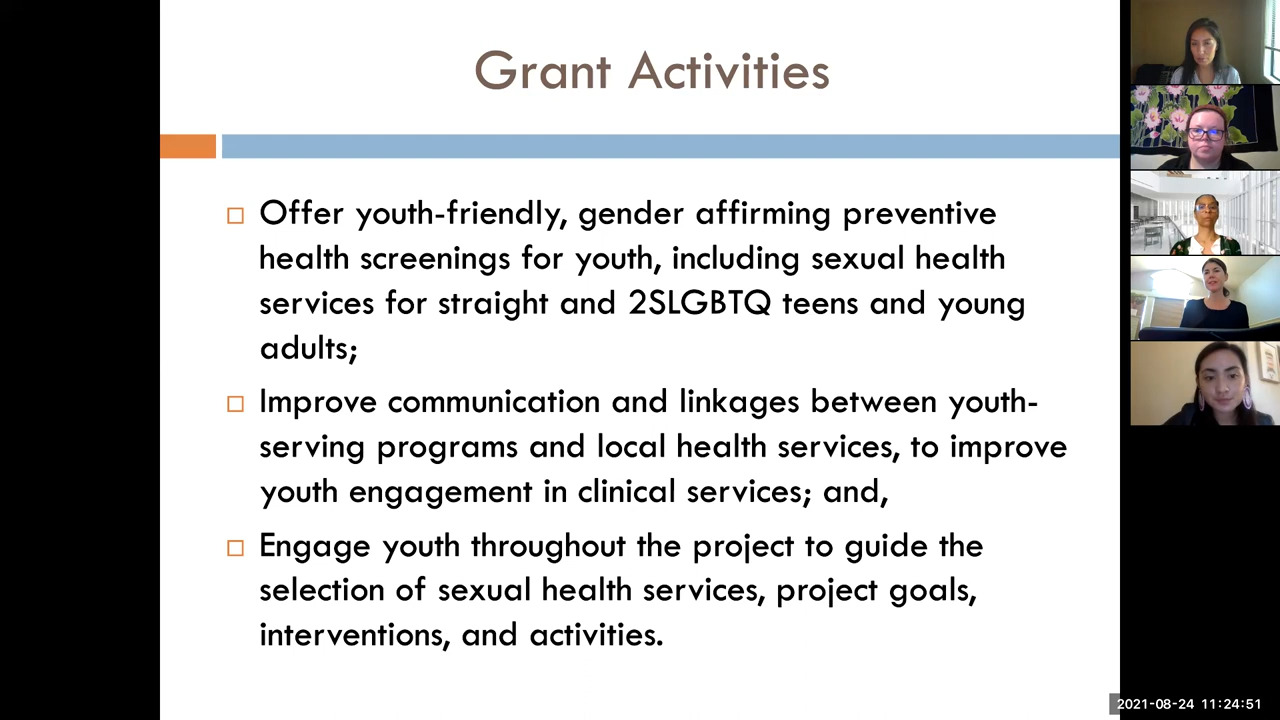 Grant Activities
Offer youth-friendly, gender affirming preventive
health screenings for youth, including sexual health
services for straight and 2SLGBTQ teens and young
adults;
Improve communication and linkages between youth-
serving programs and local health services, to improve
youth engagement in clinical services; and,
Engage youth throughout the project to guide the
selection of sexual health services, project goals,
interventions, and activities.
2021-08-24 11:24:51